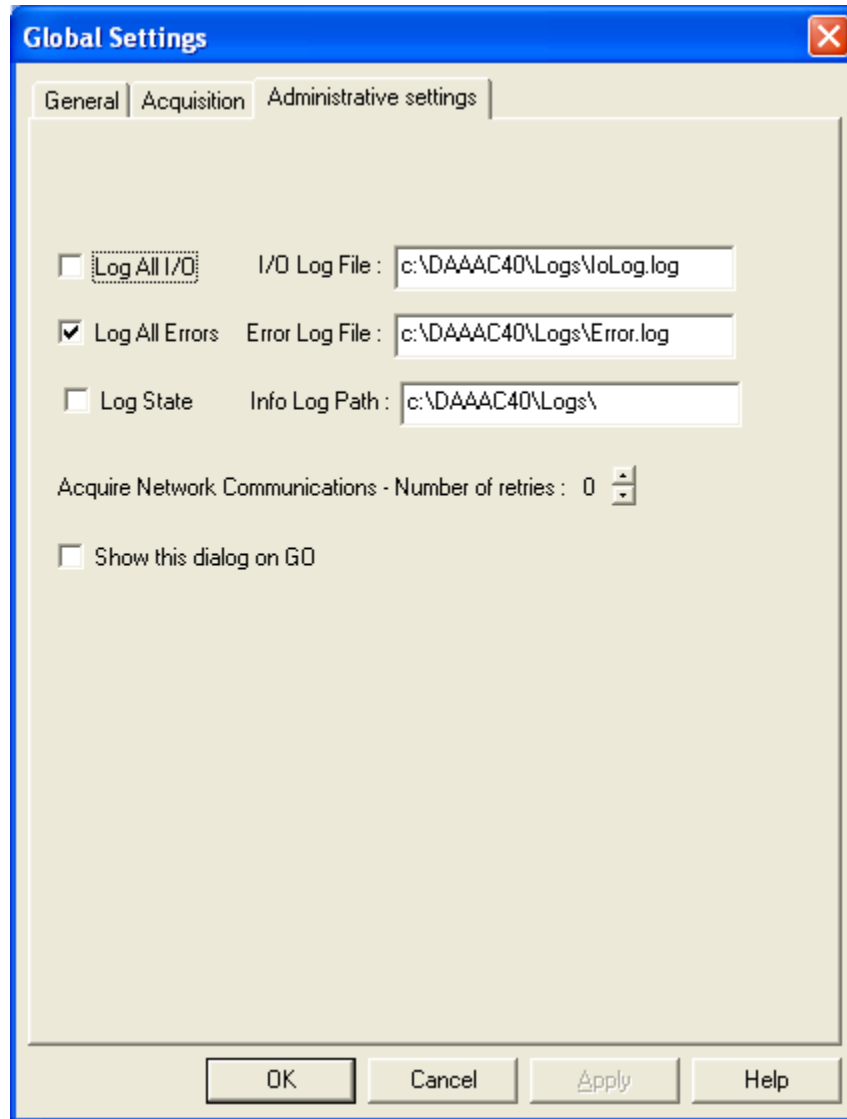 Global Settings
General Acquisition Administrative settings
Log All I/O I/O Log File : c:\DAAAC40\Logs\IoLog.log
Log All Errors Error Log File : c:\DAAAC40\Logs\Error.log
Log State Info Log Path : c:\DAAAC40\Logs\
Acquire Network Communications - Number of retries : 0
Show this dialog on GO
OK Cancel Apply Help